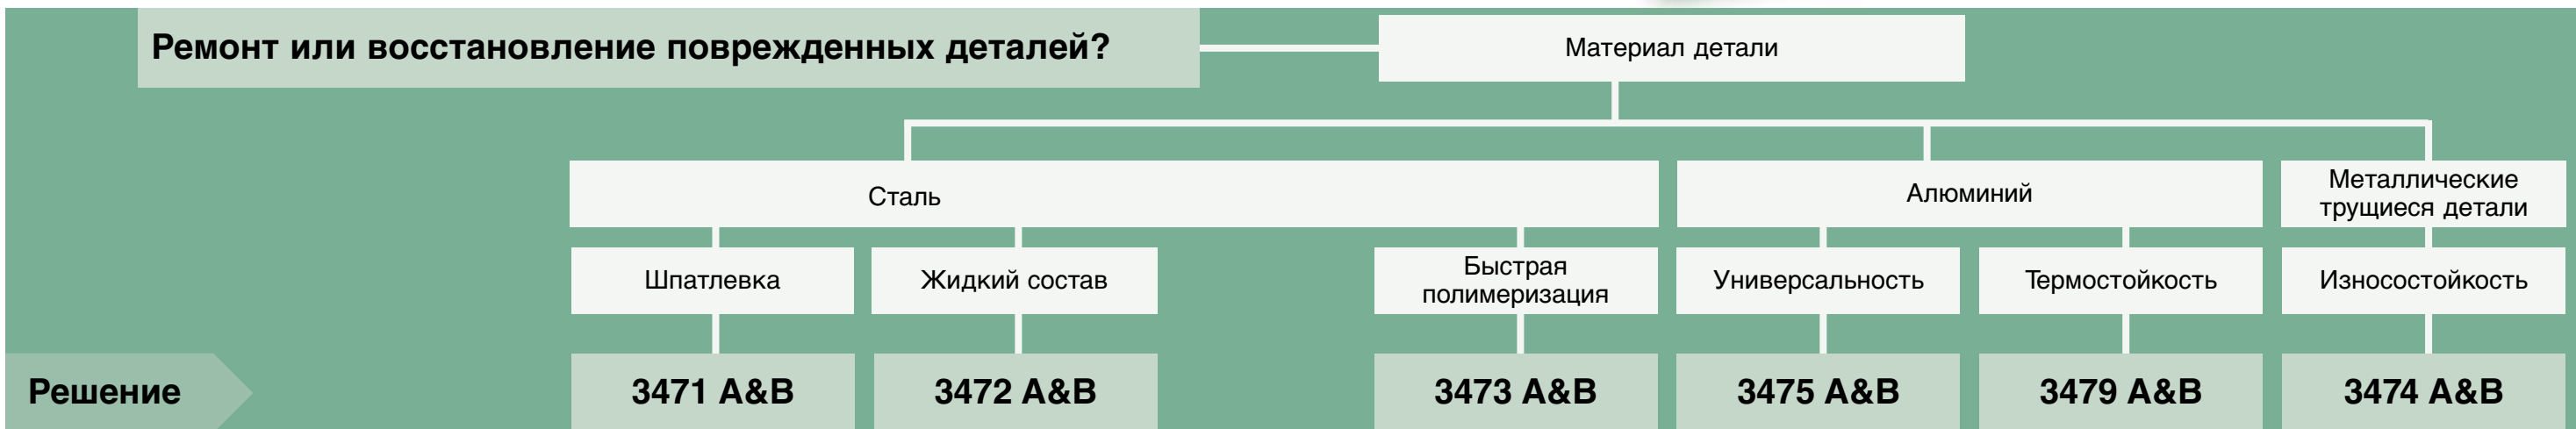 Ремонт или восстановление поврежденных деталей?
Материал детали
Сталь
Алюминий
Металлические
трущиеся детали
Шпатлевка
Жидкий состав
Быстрая
полимеризация
Универсальность
Термостойкость
Износостойкость
Решение
3471 A&B
3472 A&B
3473 A&B
3475 A&B
3479 A&B
3474 A&B